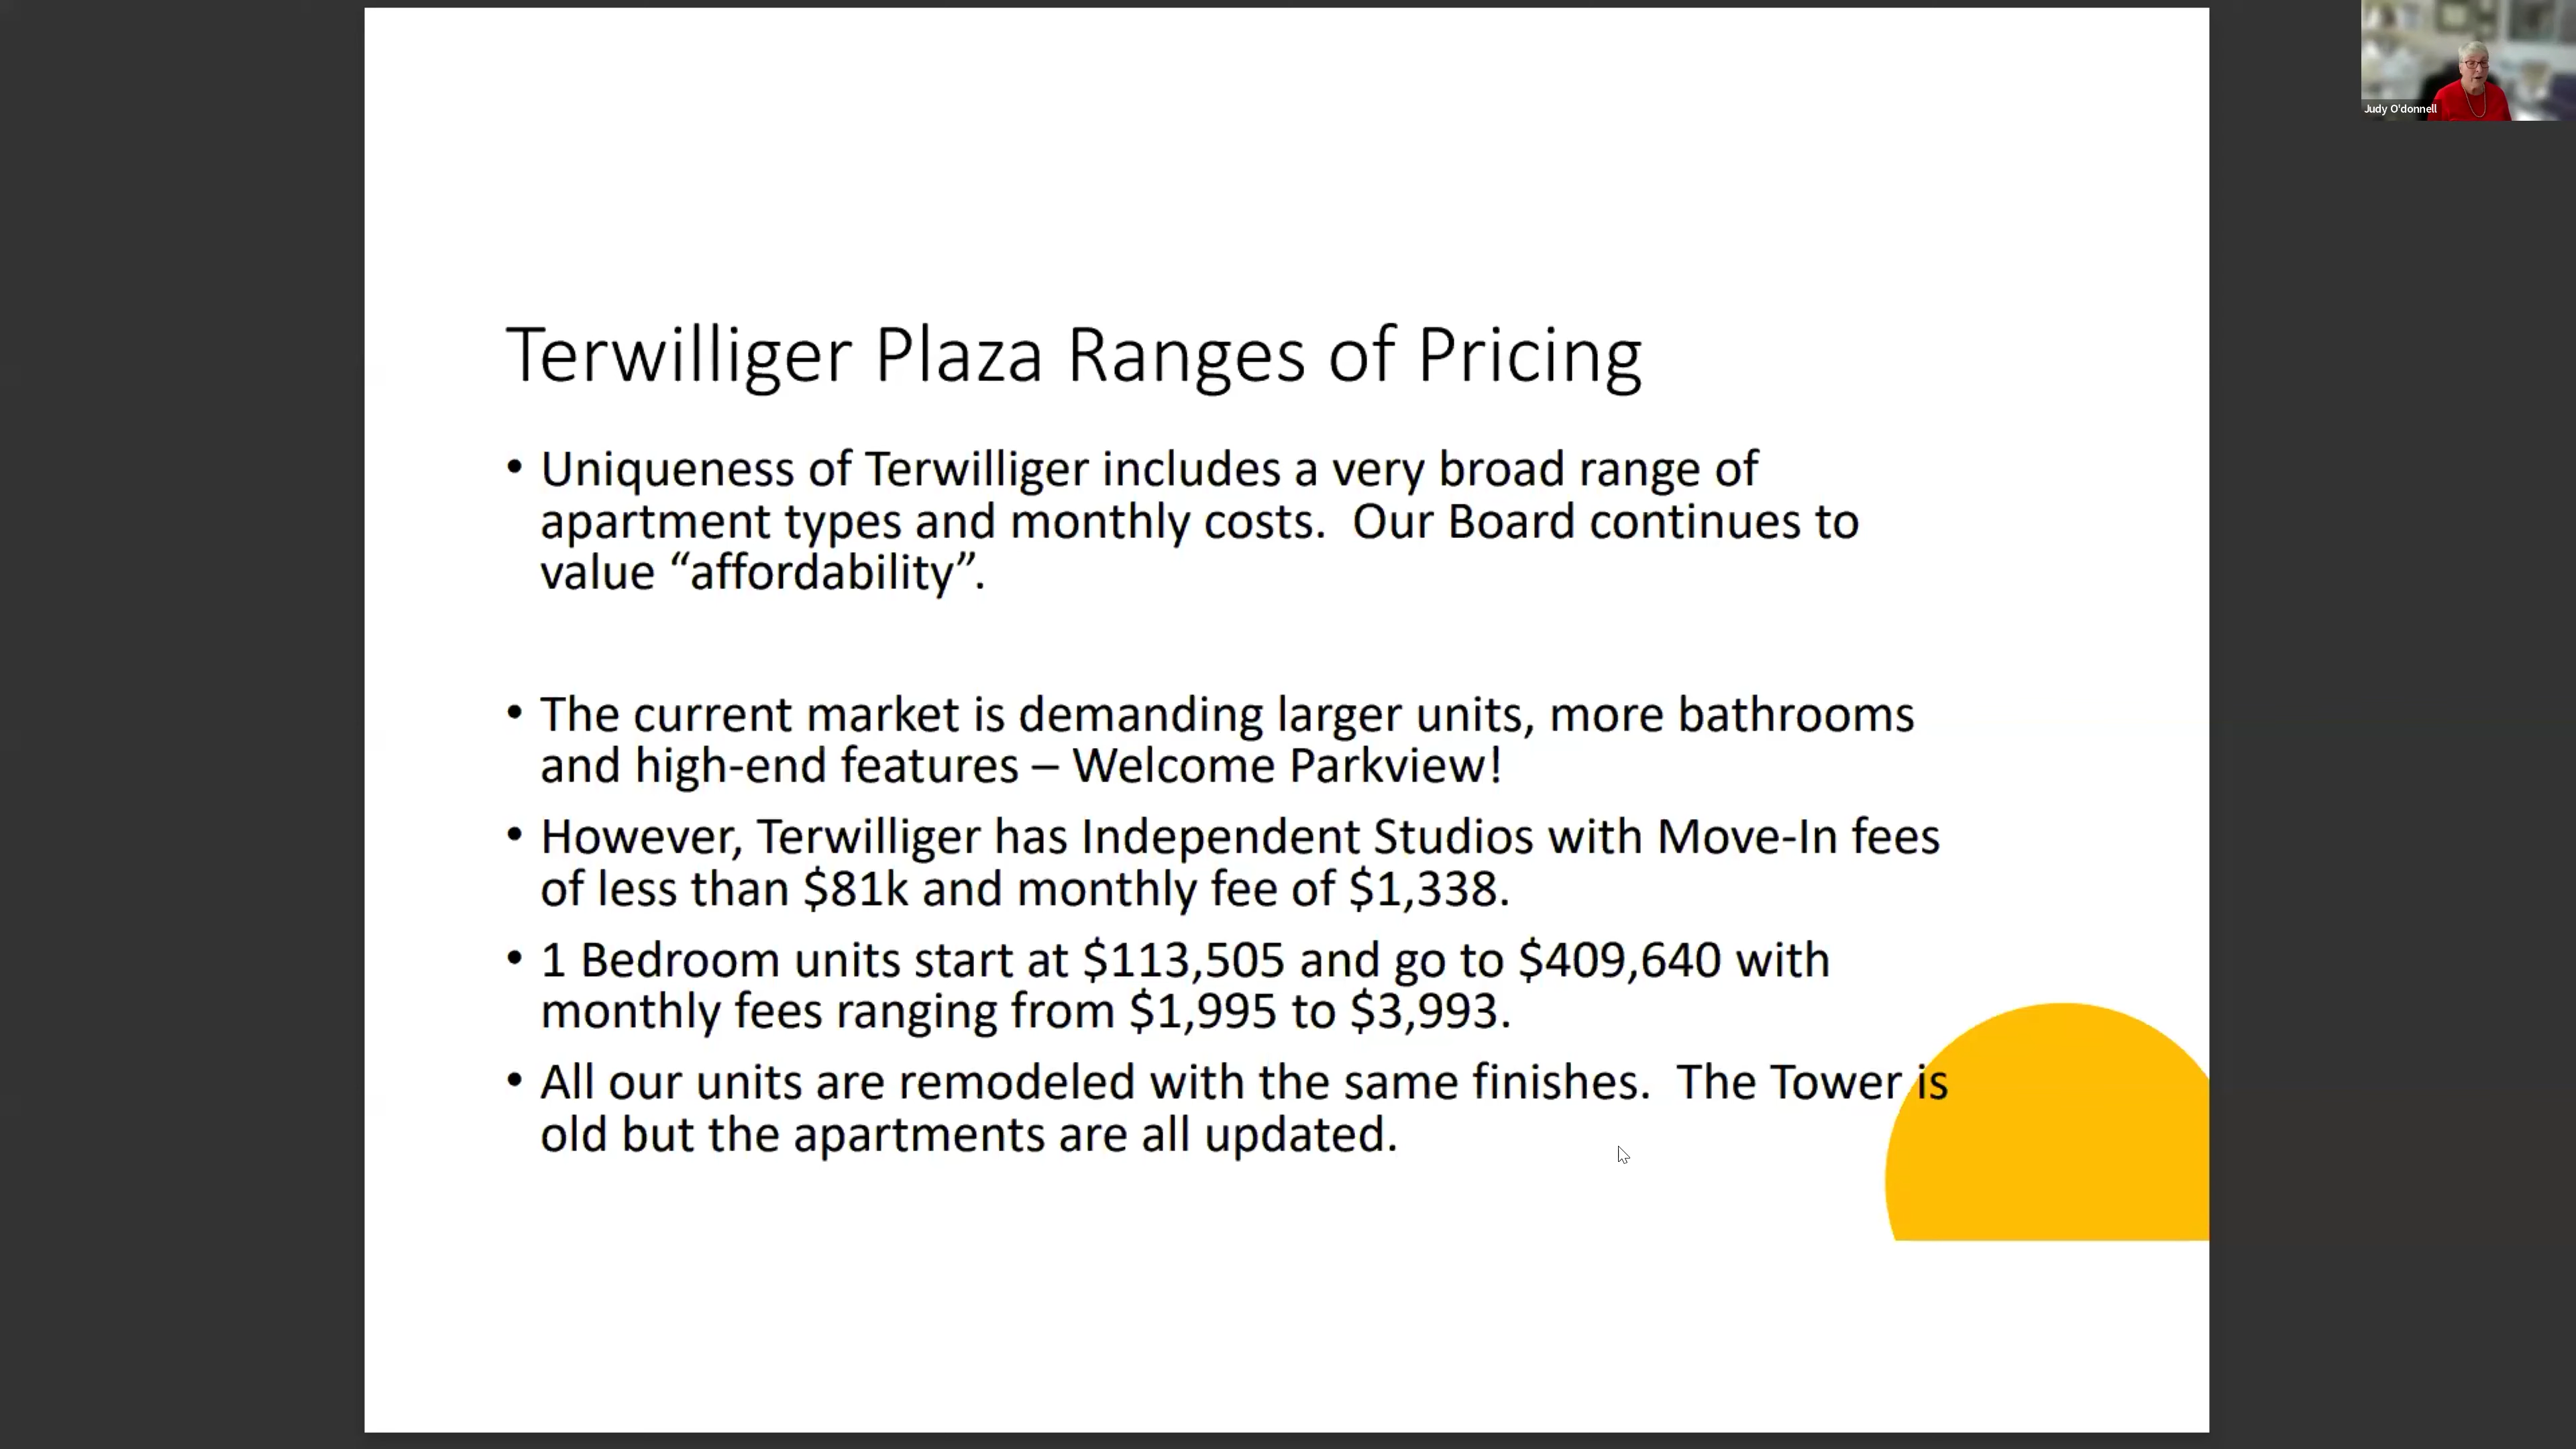 Judy O'donnell
Terwilliger Plaza Ranges of Pricing
• Uniqueness of Terwilliger includes a very broad range of
apartment types and monthly costs.  Our Board continues to
value “affordability”.
• The current market is demanding larger units, more bathrooms
and high-end features – Welcome Parkview!
• However, Terwilliger has Independent Studios with Move-In fees
of less than $81k and monthly fee of $1,338.
• 1 Bedroom units start at $113,505 and go to $409,640 with
monthly fees ranging from $1,995 to $3,993.
• All our units are remodeled with the same finishes.  The Tower is
old but the apartments are all updated.